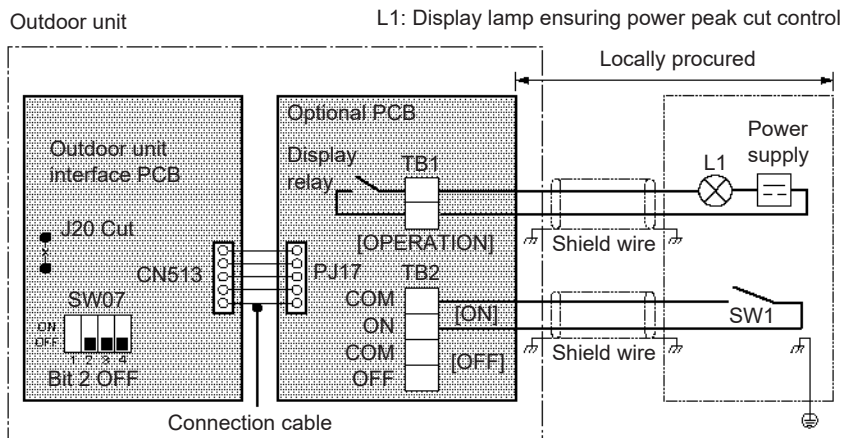 Outdoor unit
L1: Display lamp ensuring power peak cut control
Locally procured
Optional PCB
Outdoor unit
interface PCB
Display
relay
TB1
L1
Power
supply
J20 Cut
[OPERATION]
Shield wire
CN513
PJ17
TB2
SW07
COM
ON
[ON]
SW1
ON
OFF
COM
OFF
[OFF]
Shield wire
1 2 3 4
Bit 2 OFF
Connection cable